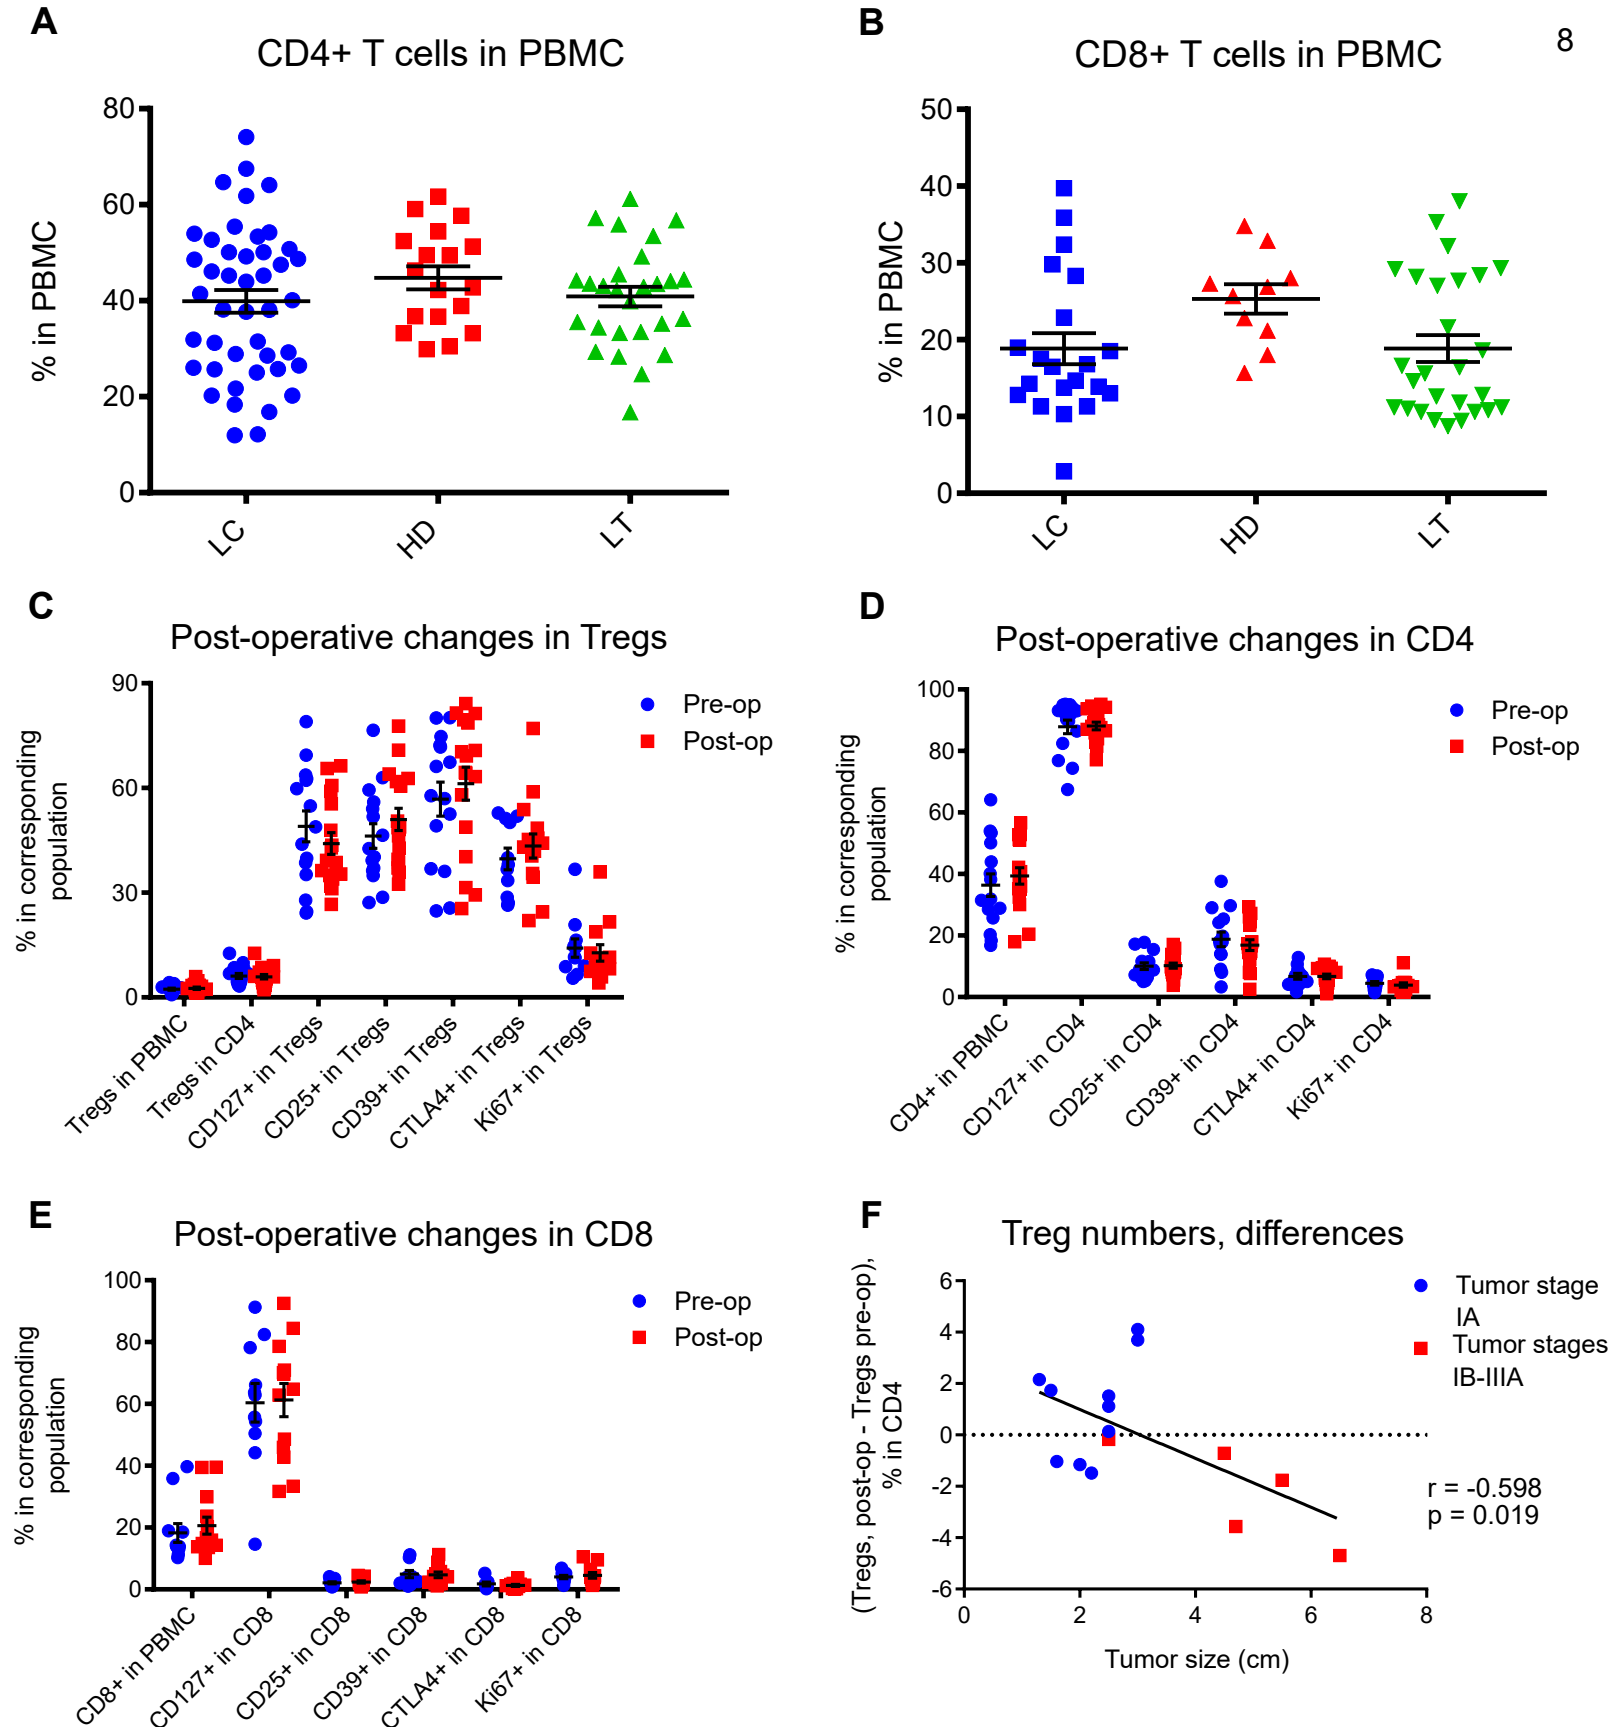 A
CD4+ T cells in PBMC
% in PBMC
80
60
40
20
0
LC
HD
LT
B
CD8+ T cells in PBMC
8
% in PBMC
50
40
30
20
10
0
LC
HD
LT
C
Post-operative changes in Tregs
% in corresponding
population
90
60
30
0
Pre-op
Post-op
Tregs in PBMC
Tregs in CD4
CD127+ in Tregs
CD25+ in Tregs
CD39+ in Tregs
CTLA4+ in Tregs
Ki67+ in Tregs
D
Post-operative changes in CD4
% in corresponding
population
100
80
60
40
20
0
Pre-op
Post-op
CD4+ in PBMC
CD127+ in CD4
CD25+ in CD4
CD39+ in CD4
CTLA4+ in CD4
Ki67+ in CD4
E
Post-operative changes in CD8
% in corresponding
population
100
80
60
40
20
0
Pre-op
Post-op
CD8+ in PBMC
CD127+ in CD8
CD25+ in CD8
CD39+ in CD8
CTLA4+ in CD8
Ki67+ in CD8
F
Treg numbers, differences
(Tregs, post-op - Tregs pre-op),
% in CD4
6
4
2
0
-2
-4
-6
0
2
4
6
8
Tumor size (cm)
Tumor stage
IA
Tumor stages
IB-IIIA
r = -0.598
p = 0.019